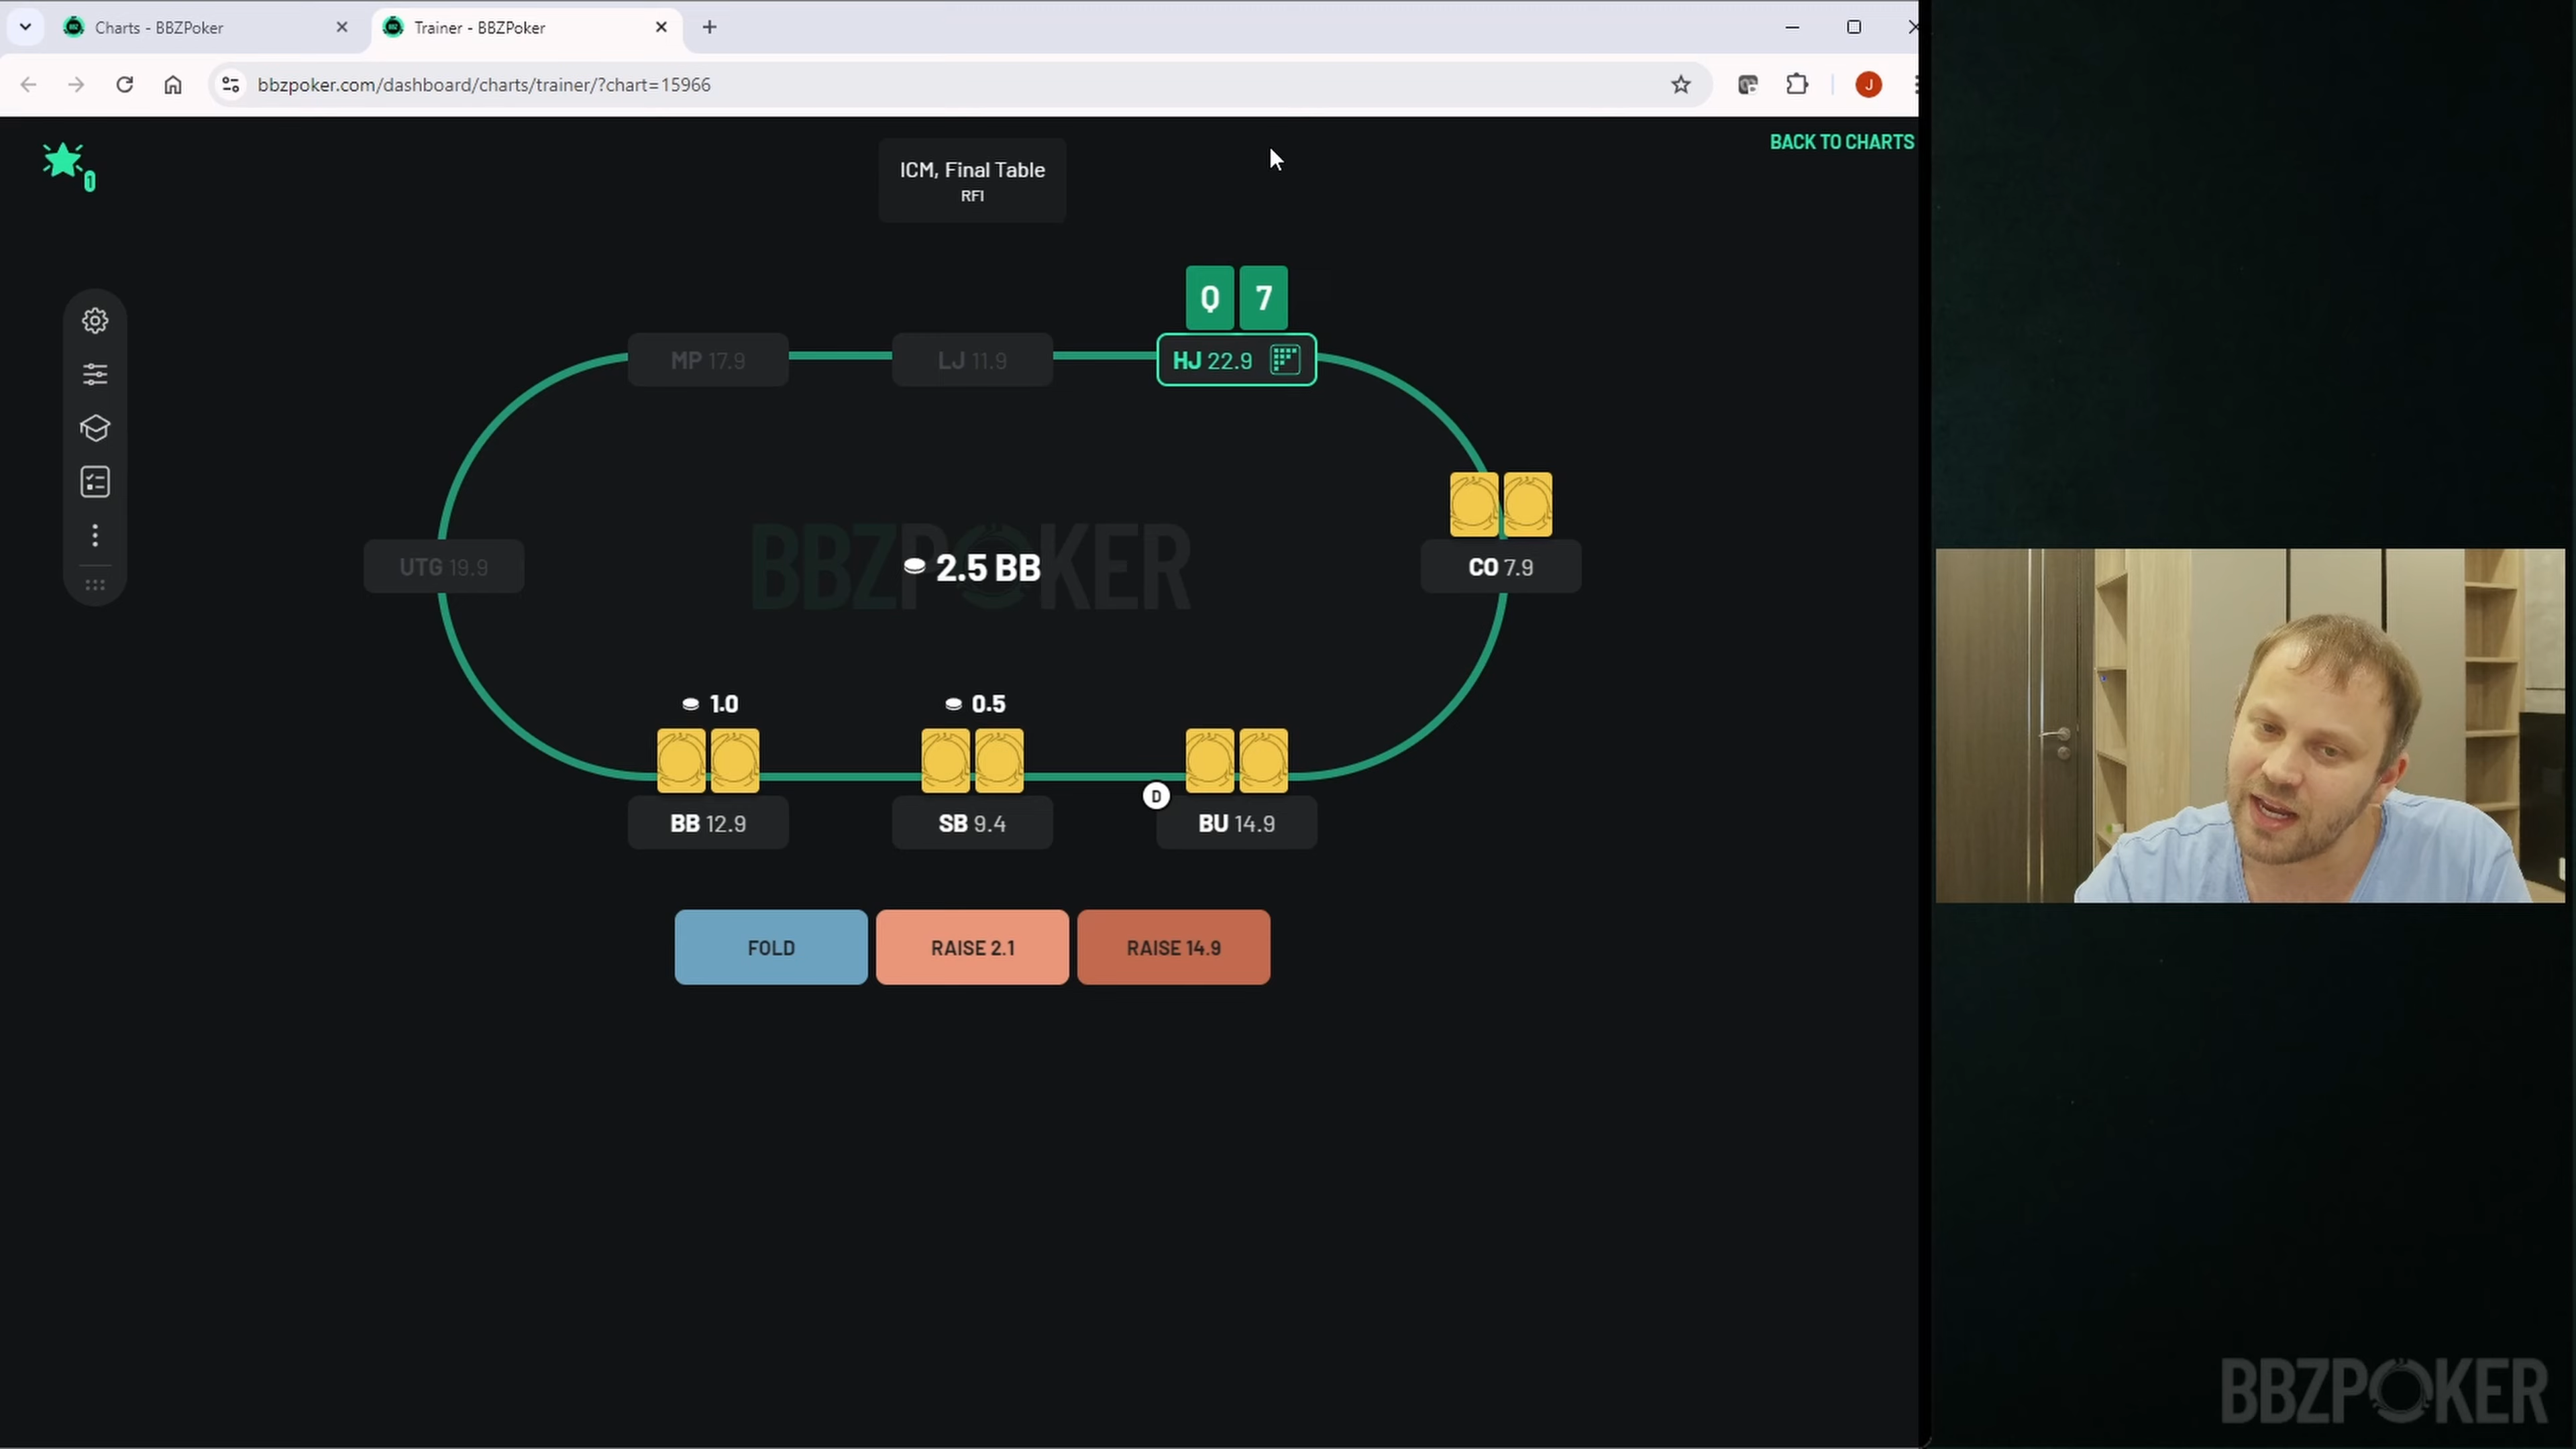 Charts - BBZPoker
Trainer - BBZPoker
bbzpoker.com/dashboard/charts/trainer/?chart=15966
J
BACK TO CHARTS
1
ICM, Final Table
RFI
Q 7
MP 17.9
LJ 11.9
HJ 22.9
UTG 19.9
BBZPOKER
2.5 BB
CO 7.9
1.0
0.5
D
BB 12.9
SB 9.4
BU 14.9
FOLD
RAISE 2.1
RAISE 14.9
BBZPOKER